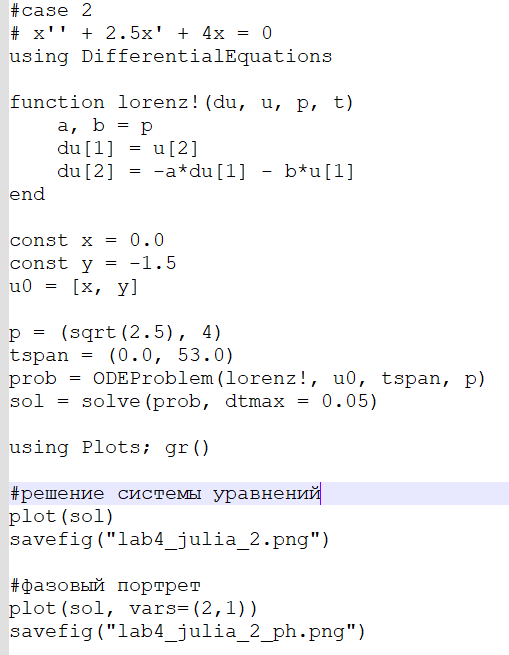 #case 2
# x'' + 2.5x' + 4x = 0
using DifferentialEquations
function lorenz!(du, u, p, t)
    a, b = p
    du[1] = u[2]
    du[2] = -a*du[1] - b*u[1]
end
const x = 0.0
const y = -1.5
u0 = [x, y]
p = (sqrt(2.5), 4)
tspan = (0.0, 53.0)
prob = ODEProblem(lorenz!, u0, tspan, p)
sol = solve(prob, dtmax = 0.05)
using Plots; gr()
#решение системы уравнений
plot(sol)
savefig("lab4_julia_2.png")
#фазовый портрет
plot(sol, vars=(2,1))
savefig("lab4_julia_2_ph.png")